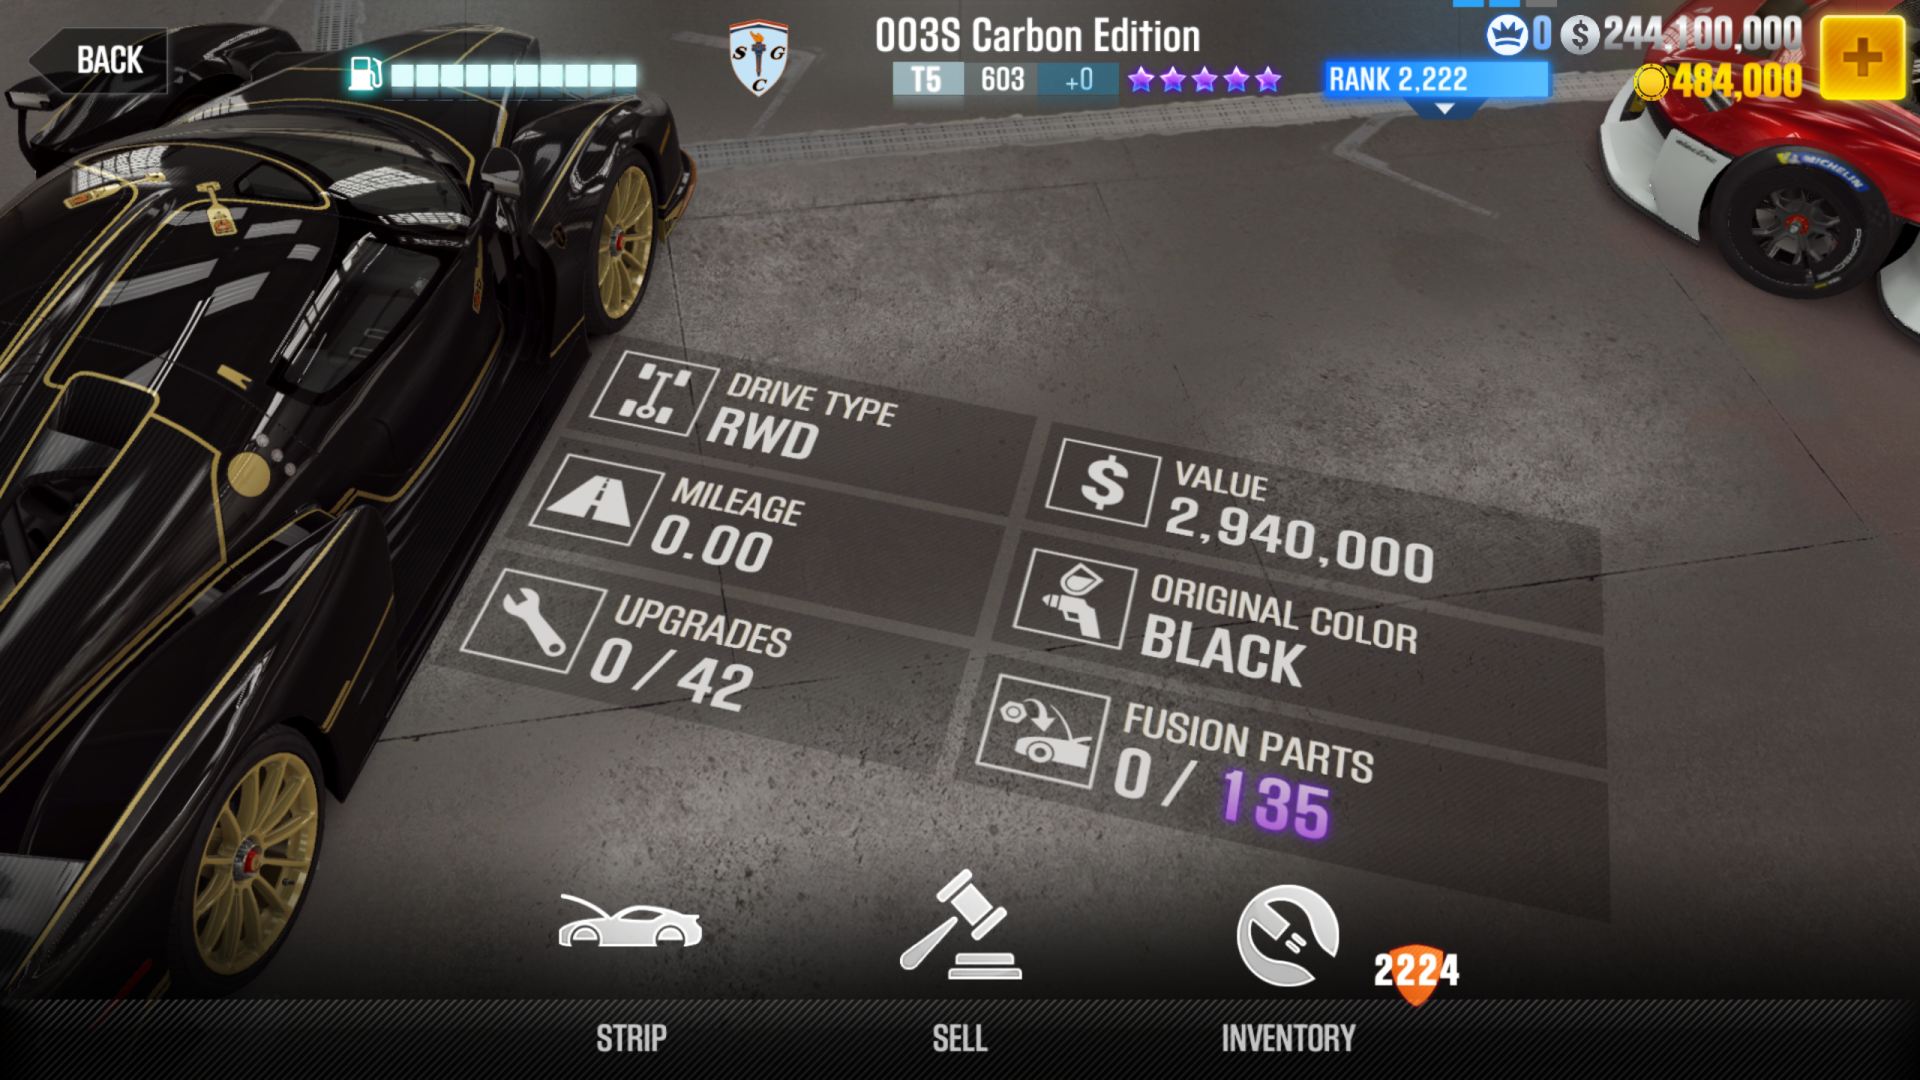 BACK
S G C
003S Carbon Edition
T5 603 +0
RANK 2,222
0
$ 244,100,000
484,000
MICHELIN
DRIVE TYPE
RWD
MILEAGE
0.00
UPGRADES
0 / 42
$ VALUE
2,940,000
ORIGINAL COLOR
BLACK
FUSION PARTS
0 / 135
2224
STRIP
SELL
INVENTORY